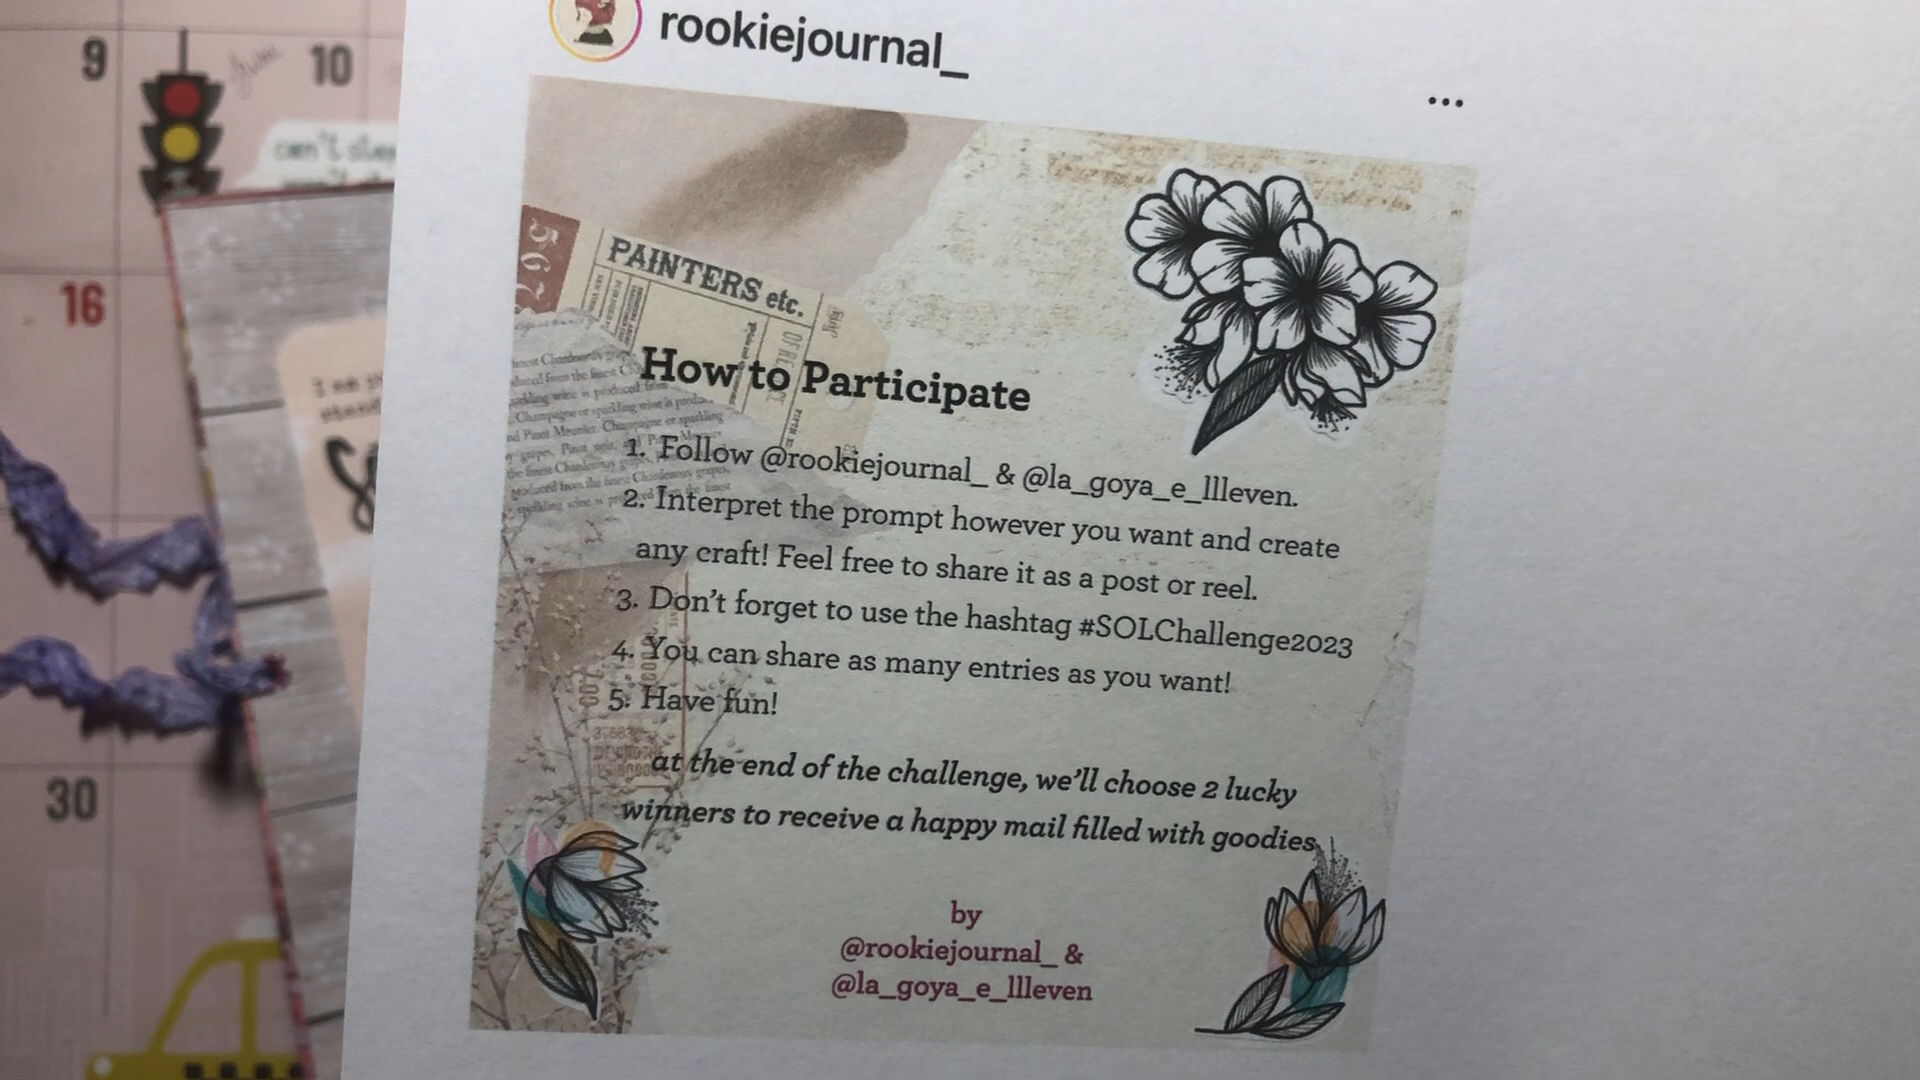 rookiejournal_
...
9
10
16
30
can't
567
PAINTERS etc.
How to Participate
1. Follow @rookiejournal_ & @la_goya_e_llleven.
2. Interpret the prompt however you want and create
any craft! Feel free to share it as a post or reel.
3. Don't forget to use the hashtag #SOLChallenge2023
4. You can share as many entries as you want!
5. Have fun!
at the end of the challenge, we'll choose 2 lucky
winners to receive a happy mail filled with goodies.
by
@rookiejournal_ &
@la_goya_e_llleven